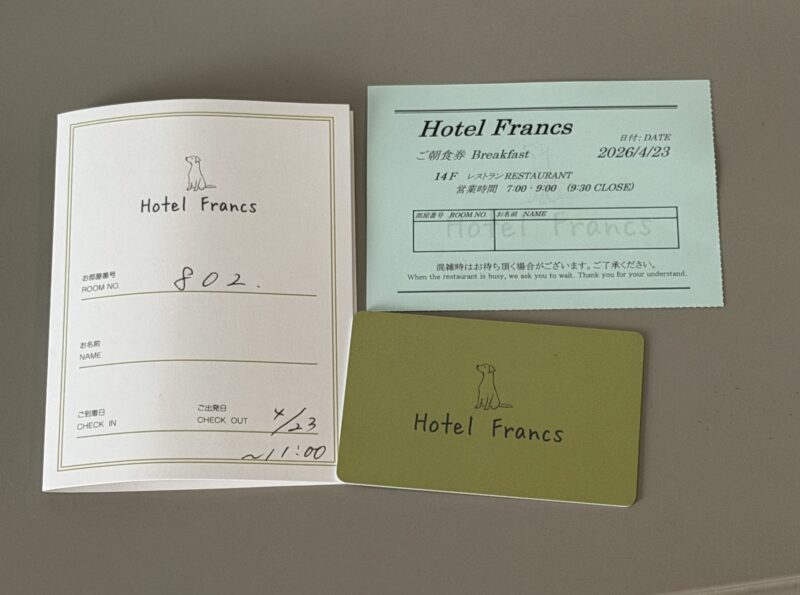 Hotel Francs
お部屋番号
ROOM NO.
802.
お名前
NAME
ご到着日
CHECK IN
ご出発日
CHECK OUT
4/23
~11:00
Hotel Francs
日付: DATE
ご朝食券 Breakfast
2026/4/23
14F レストラン RESTAURANT
営業時間 7:00-9:00 (9:30 CLOSE)
部屋番号 ROOM NO.
お名前 NAME
Hotel Francs
混雑時はお待ち頂く場合がございます。ご了承ください。
When the restaurant is busy, we ask you to wait. Thank you for your understand.
Hotel Francs